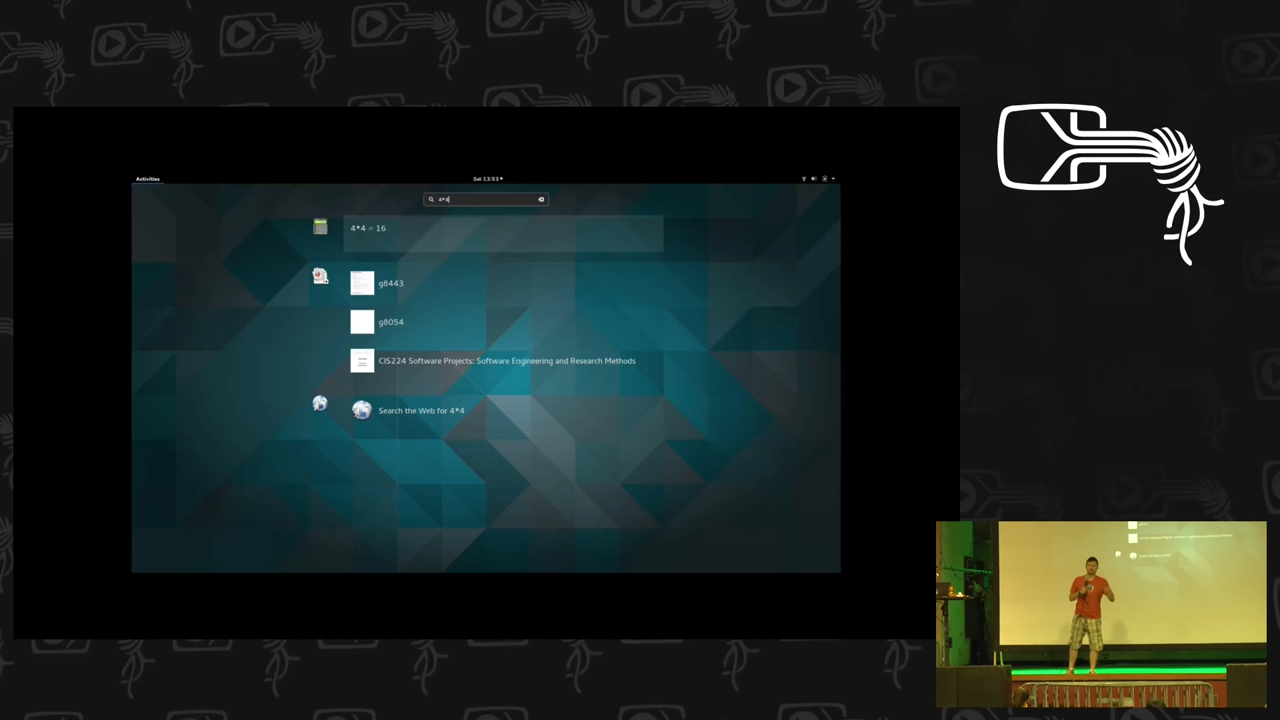 Activities
Sat 13:53
4*4
4*4 = 16
g8443
g8054
CIS224 Software Projects: Software Engineering and Research Methods
Search the Web for 4*4